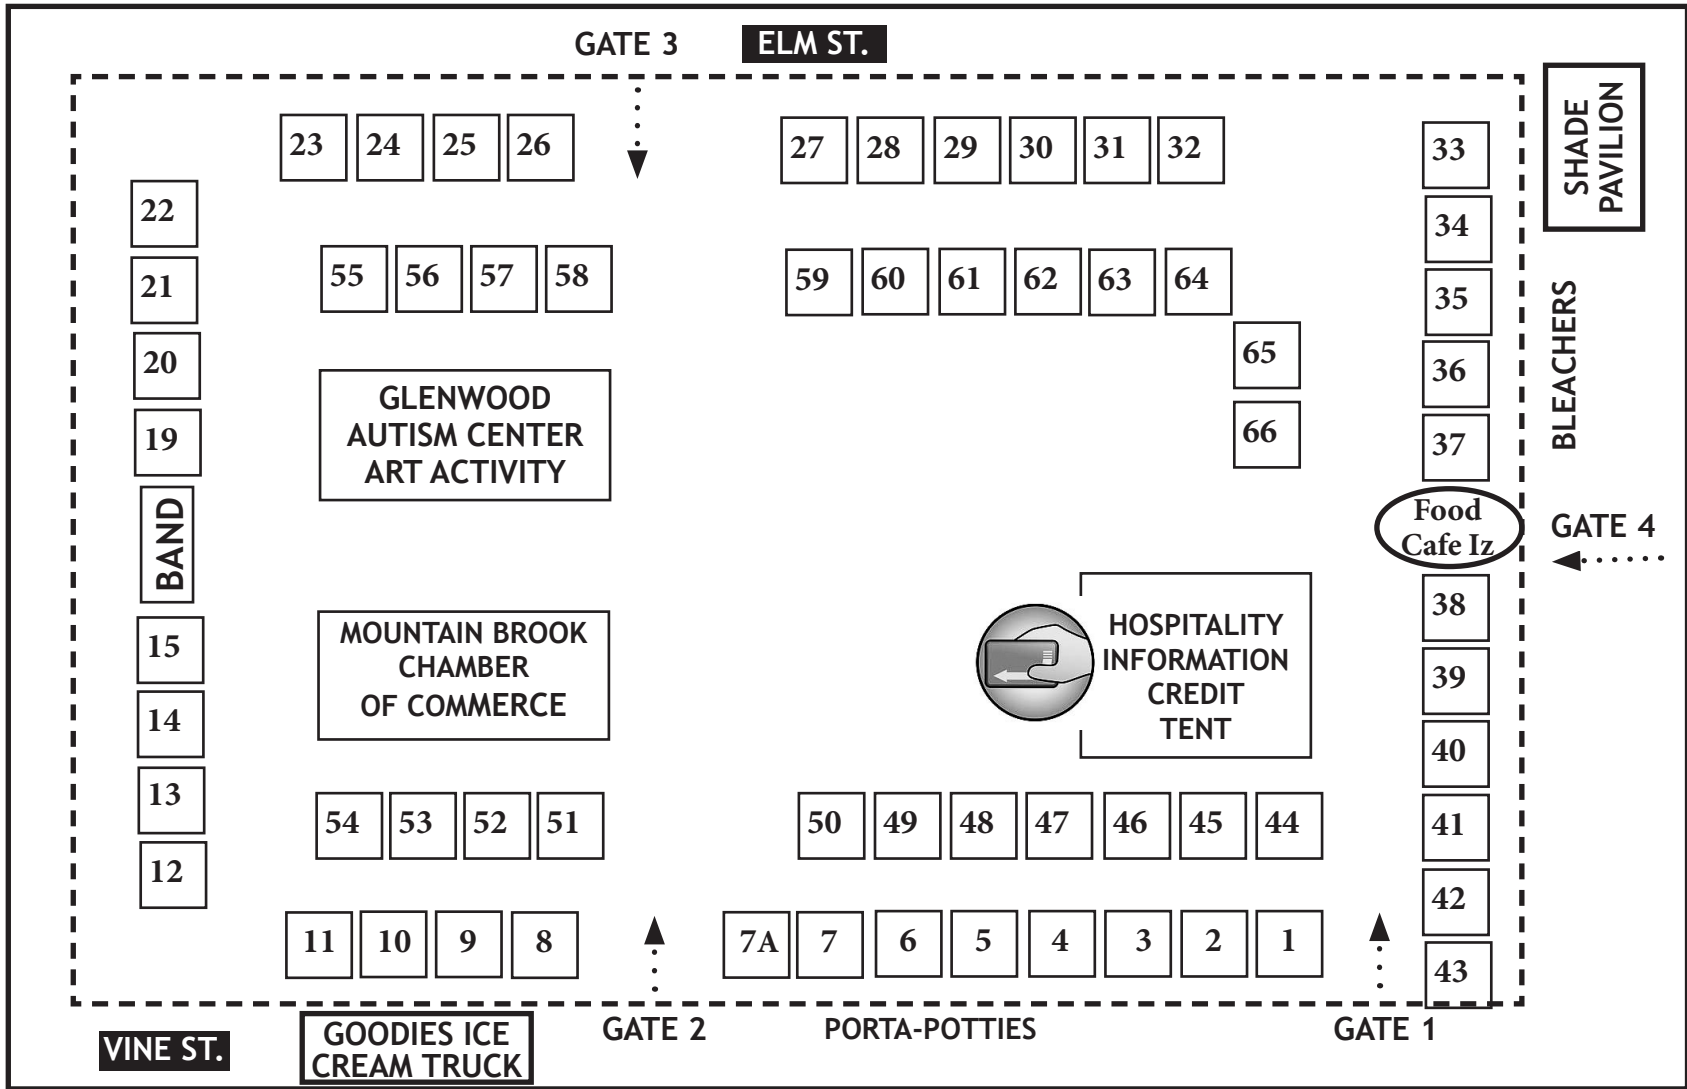 GATE 3
ELM ST.
SHADE
PAVILION
23 24 25 26
27 28 29 30 31 32
33
22
34
55 56 57 58
59 60 61 62 63 64
21
35
BLEACHERS
20
65
36
GLENWOOD
AUTISM CENTER
ART ACTIVITY
19
66
37
BAND
Food
Cafe Iz
GATE 4
38
15
MOUNTAIN BROOK
CHAMBER
OF COMMERCE
HOSPITALITY
INFORMATION
CREDIT
TENT
39
14
40
13
54 53 52 51
50 49 48 47 46 45 44
41
12
42
11 10 9 8
7A 7 6 5 4 3 2 1
43
VINE ST.
GOODIES ICE
CREAM TRUCK
GATE 2
PORTA-POTTIES
GATE 1